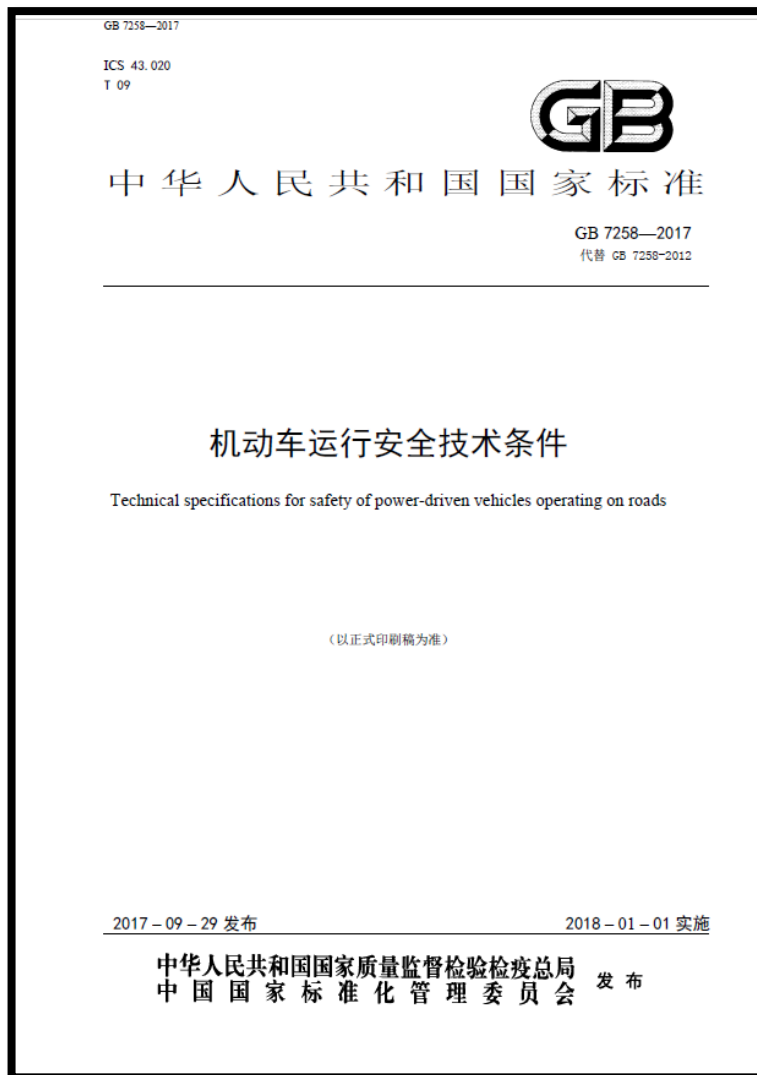 GB 7258—2017
ICS 43.020
T 09
GB
中华人民共和国国家标准
GB 7258—2017
代替 GB 7258-2012
机动车运行安全技术条件
Technical specifications for safety of power-driven vehicles operating on roads
（以正式印刷稿为准）
2017－09－29 发布
2018－01－01 实施
中华人民共和国国家质量监督检验检疫总局
中国国家标准化管理委员会
发布